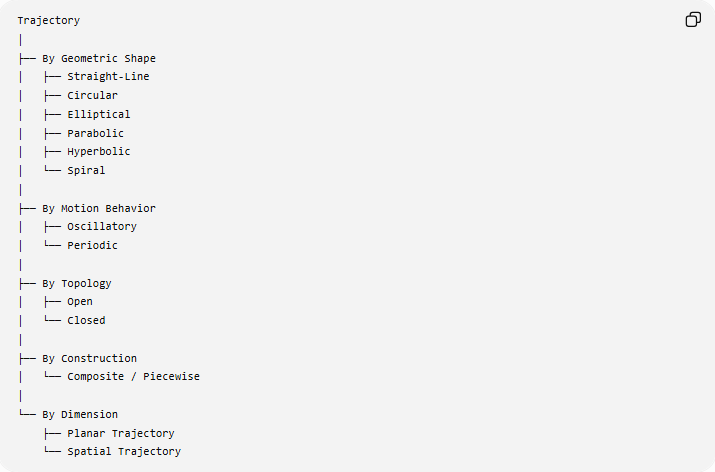 Trajectory
│
├── By Geometric Shape
│   ├── Straight-Line
│   ├── Circular
│   ├── Elliptical
│   ├── Parabolic
│   ├── Hyperbolic
│   └── Spiral
│
├── By Motion Behavior
│   ├── Oscillatory
│   └── Periodic
│
├── By Topology
│   ├── Open
│   └── Closed
│
├── By Construction
│   └── Composite / Piecewise
│
└── By Dimension
    ├── Planar Trajectory
    └── Spatial Trajectory